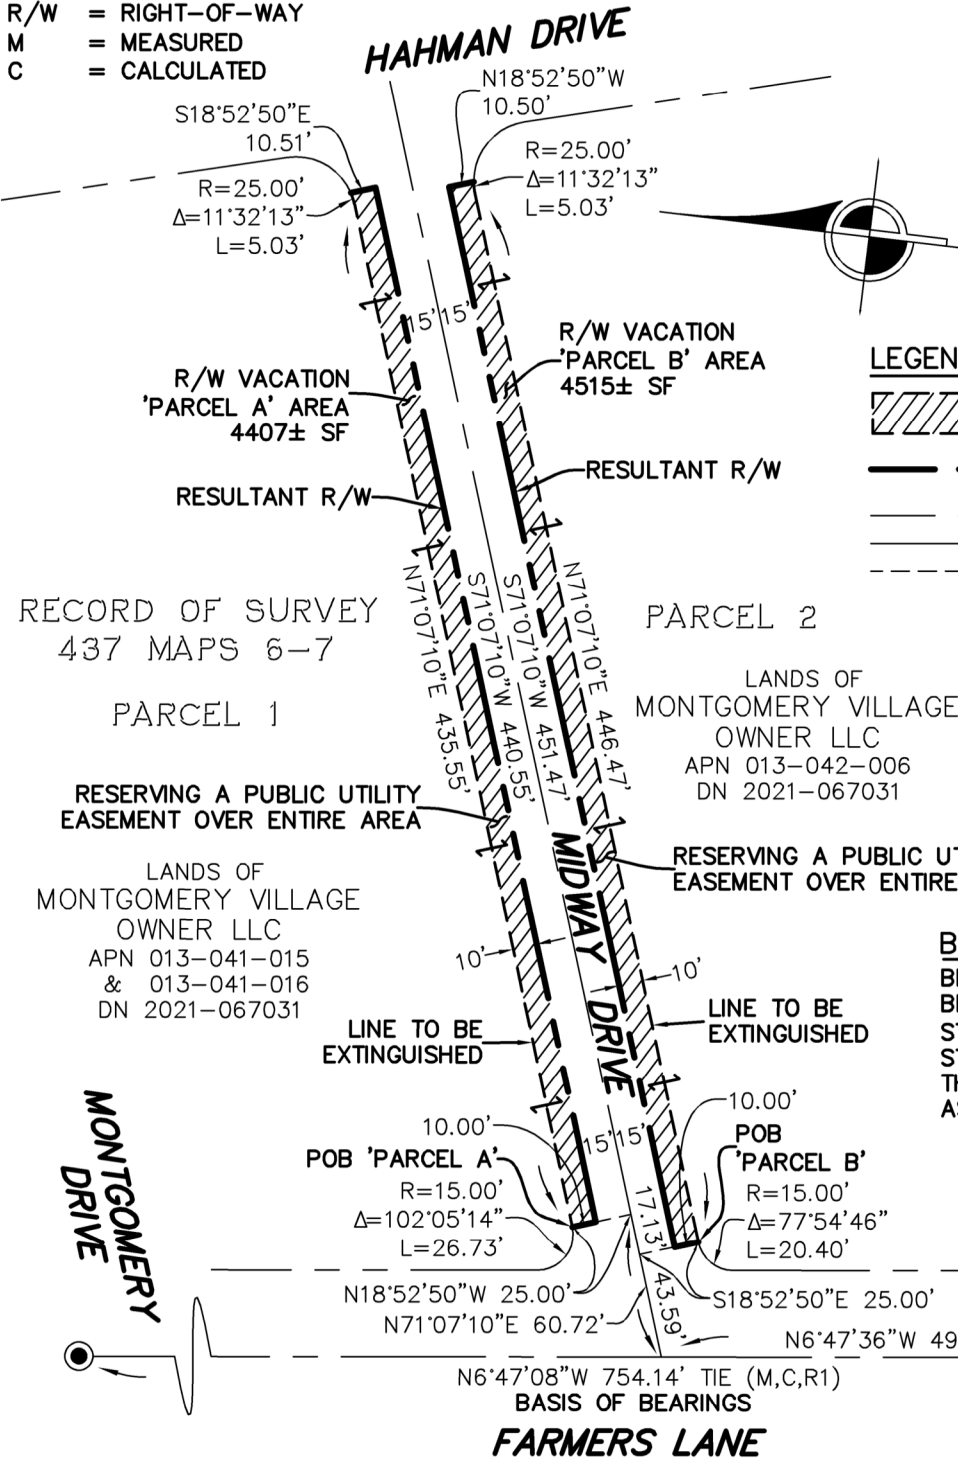 R/W = RIGHT-OF-WAY
M = MEASURED
C = CALCULATED
HAHMAN DRIVE
S18°52'50"E
10.51'
N18°52'50"W
10.50'
R=25.00'
Δ=11°32'13"
L=5.03'
R=25.00'
Δ=11°32'13"
L=5.03'
15' 15'
R/W VACATION
'PARCEL A' AREA
4407± SF
R/W VACATION
'PARCEL B' AREA
4515± SF
LEGEN
RESULTANT R/W
RESULTANT R/W
RECORD OF SURVEY
437 MAPS 6-7
PARCEL 1
PARCEL 2
N71°07'10"E 435.55'
S71°07'10"W 440.55'
S71°07'10"W 451.47'
N71°07'10"E 446.47'
LANDS OF
MONTGOMERY VILLAGE
OWNER LLC
APN 013-042-006
DN 2021-067031
RESERVING A PUBLIC UTILITY
EASEMENT OVER ENTIRE AREA
RESERVING A PUBLIC UT
EASEMENT OVER ENTIRE
LANDS OF
MONTGOMERY VILLAGE
OWNER LLC
APN 013-041-015
& 013-041-016
DN 2021-067031
MIDWAY DRIVE
10'
10'
LINE TO BE
EXTINGUISHED
LINE TO BE
EXTINGUISHED
B
BE
BE
ST
ST
TH
AS
MONTGOMERY
DRIVE
10.00'
POB 'PARCEL A'
R=15.00'
Δ=102°05'14"
L=26.73'
15' 15'
10.00'
POB
'PARCEL B'
R=15.00'
Δ=77°54'46"
L=20.40'
17.13'
43.59'
N18°52'50"W 25.00'
N71°07'10"E 60.72'
S18°52'50"E 25.00'
N6°47'36"W 49
N6°47'08"W 754.14' TIE (M,C,R1)
BASIS OF BEARINGS
FARMERS LANE